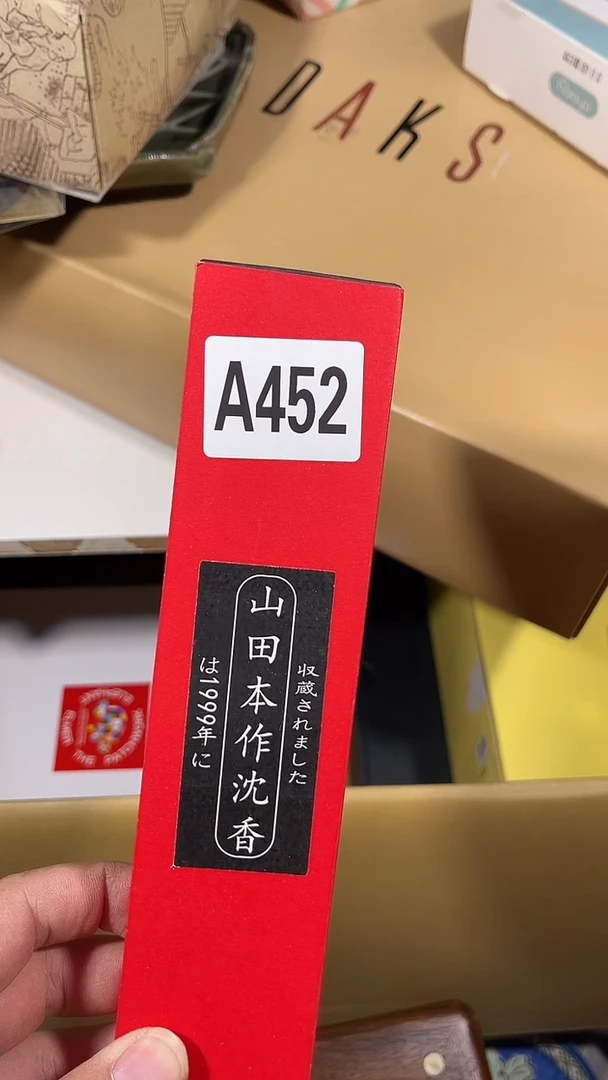 DAKS
A452
収蔵されました
山田本作沈香
は1999年に